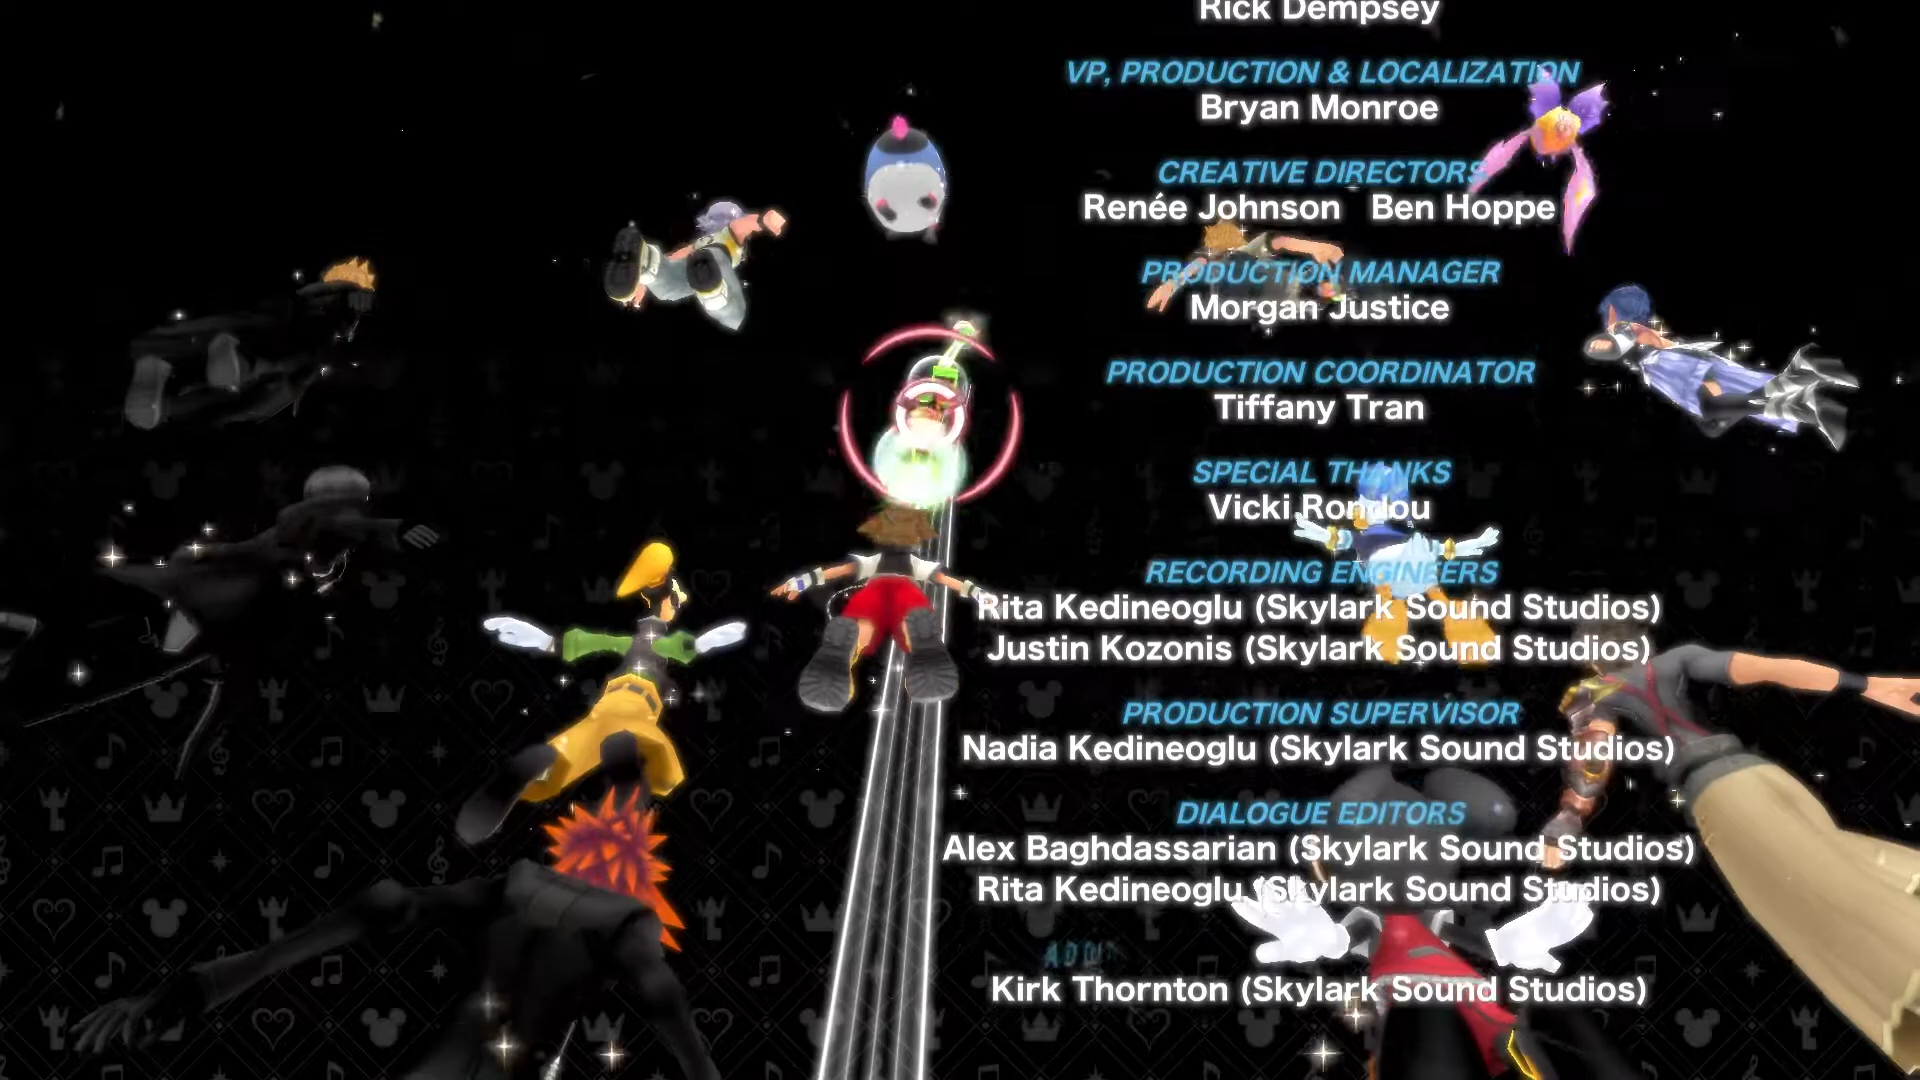 Rick Dempsey
VP, PRODUCTION & LOCALIZATION
Bryan Monroe
CREATIVE DIRECTORS
Renée Johnson   Ben Hoppe
PRODUCTION MANAGER
Morgan Justice
PRODUCTION COORDINATOR
Tiffany Tran
SPECIAL THANKS
Vicki Rondou
RECORDING ENGINEERS
Rita Kedineoglu (Skylark Sound Studios)
Justin Kozonis (Skylark Sound Studios)
PRODUCTION SUPERVISOR
Nadia Kedineoglu (Skylark Sound Studios)
DIALOGUE EDITORS
Alex Baghdassarian (Skylark Sound Studios)
Rita Kedineoglu (Skylark Sound Studios)
Kirk Thornton (Skylark Sound Studios)